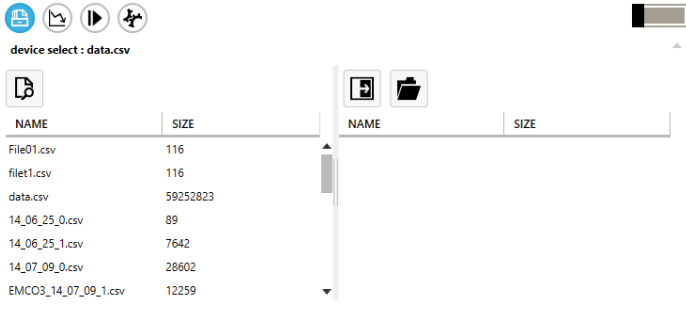 device select : data.csv
NAME SIZE NAME SIZE
File01.csv 116
filet1.csv 116
data.csv 59252823
14_06_25_0.csv 89
14_06_25_1.csv 7642
14_07_09_0.csv 28602
EMCO3_14_07_09_1.csv 12259